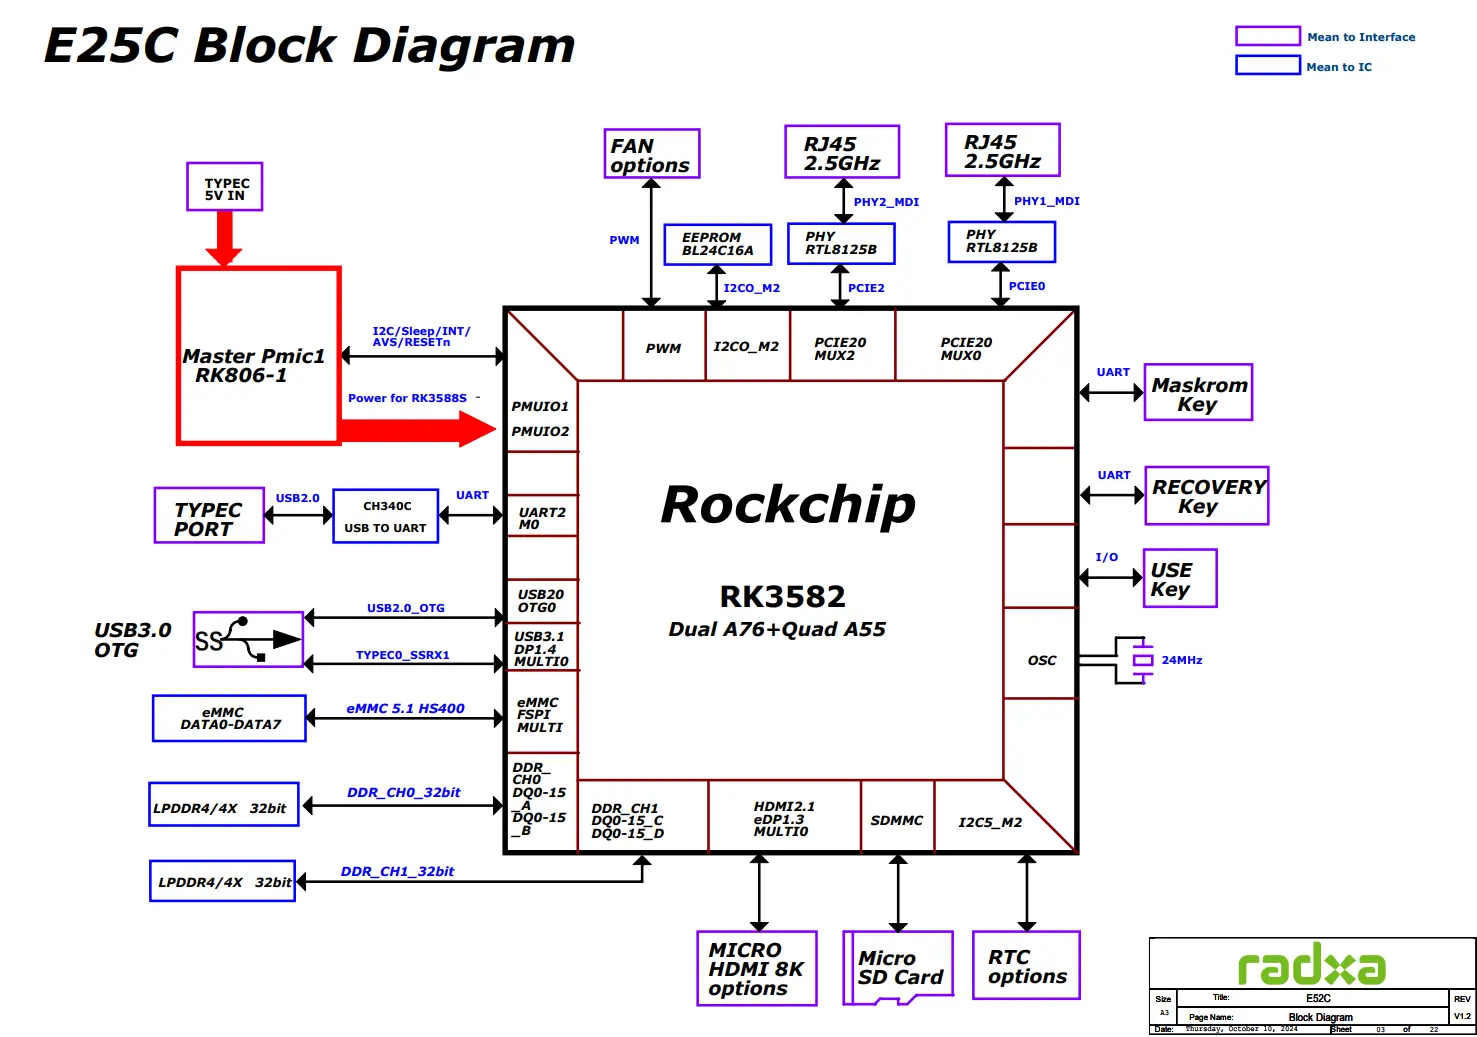 E25C Block Diagram
Mean to Interface
Mean to IC
FAN
options
RJ45
2.5GHz
RJ45
2.5GHz
TYPEC
5V IN
PHY2_MDI
PHY1_MDI
PWM
EEPROM
BL24C16A
PHY
RTL8125B
PHY
RTL8125B
I2CO_M2
PCIE2
PCIE0
Master Pmic1
RK806-1
I2C/Sleep/INT/
AVS/RESETn
Power for RK3588S -
PWM
I2CO_M2
PCIE20
MUX2
PCIE20
MUX0
PMUIO1
PMUIO2
UART
Maskrom
Key
TYPEC
PORT
USB2.0
CH340C
USB TO UART
UART
UART2
M0
Rockchip
RK3582
Dual A76+Quad A55
UART
RECOVERY
Key
I/O
USE
Key
USB3.0
OTG
SS
USB2.0_OTG
TYPEC0_SSRX1
USB20
OTG0
USB3.1
DP1.4
MULTI0
OSC
24MHz
eMMC
DATA0-DATA7
eMMC 5.1 HS400
eMMC
FSPI
MULTI
LPDDR4/4X 32bit
DDR_CH0_32bit
DDR_
CH0
DQ0-15
_A
DQ0-15
_B
LPDDR4/4X 32bit
DDR_CH1_32bit
DDR_CH1
DQ0-15_C
DQ0-15_D
HDMI2.1
eDP1.3
MULTI0
SDMMC
I2C5_M2
MICRO
HDMI 8K
options
Micro
SD Card
RTC
options
radxa
Size
A3
Title:
E52C
REV
V1.2
Page Name:
Block Diagram
Date: Thursday, October 10, 2024
Sheet 03 of 22